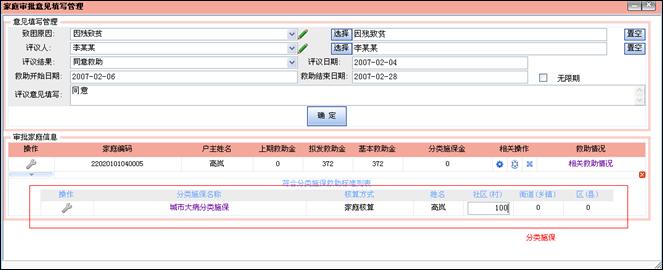 家庭审批意见填写管理
意见填写管理
致困原因: 因残致贫 选择 因残致贫 置空
评议人: 李某某 选择 李某某 置空
评议结果: 同意救助 评议日期: 2007-02-04
救助开始日期: 2007-02-06 救助结束日期: 2007-02-28 无限期
评议意见填写: 同意
确 定
审批家庭信息
操作 家庭编码 户主姓名 上期救助金 拟发救助金 基本救助金 分类施保金 相关操作 救助情况
22020101040005 高岚 0 372 372 0 相关救助情况
符合分类施保救助标准列表
操作 分类施保名称 核算方式 姓名 社区(村) 街道(乡镇) 区(县)
城市大病分类施保 家庭核算 高岚 100 0 0
分类施保